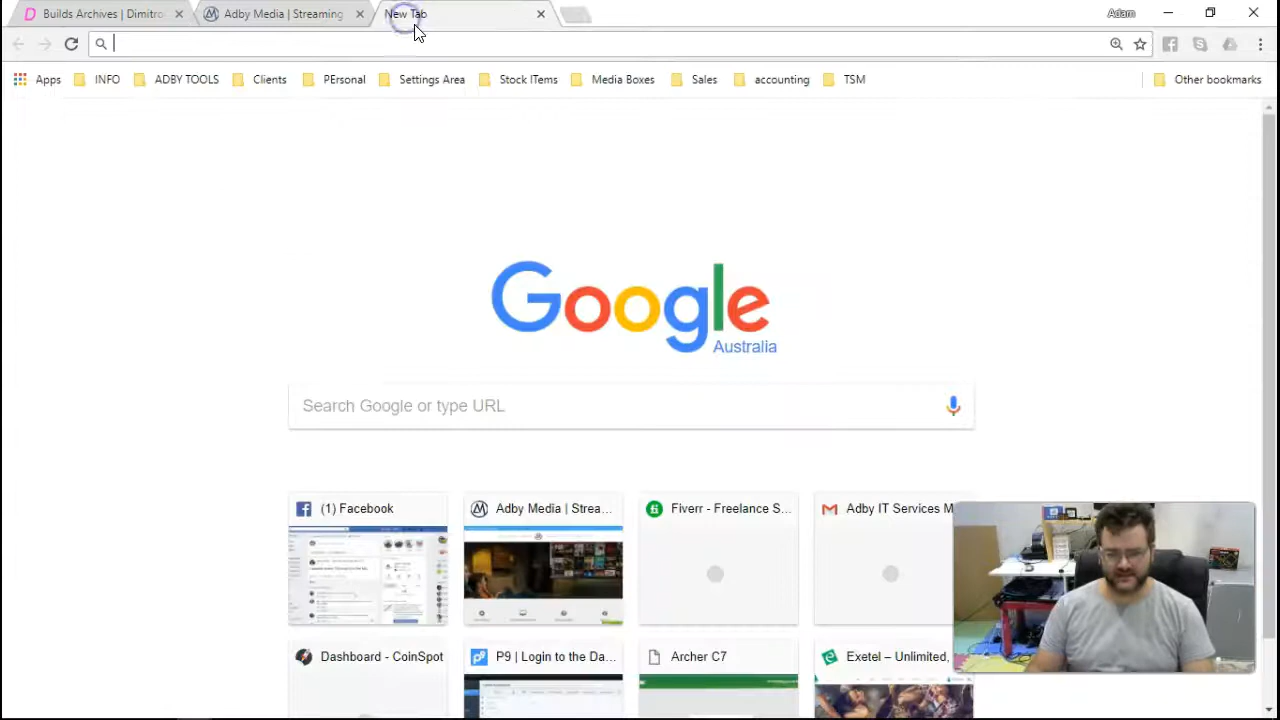 Builds Archives | Dimitro
Adby Media | Streaming
New Tab
Adam
Apps
INFO
ADBY TOOLS
Clients
PErsonal
Settings Area
Stock ITems
Media Boxes
Sales
accounting
TSM
Other bookmarks
Google
Australia
Search Google or type URL
(1) Facebook
Adby Media | Strea...
Fiverr - Freelance S...
Adby IT Services M
Dashboard - CoinSpot
P9 | Login to the Da...
Archer C7
Exetel – Unlimited,